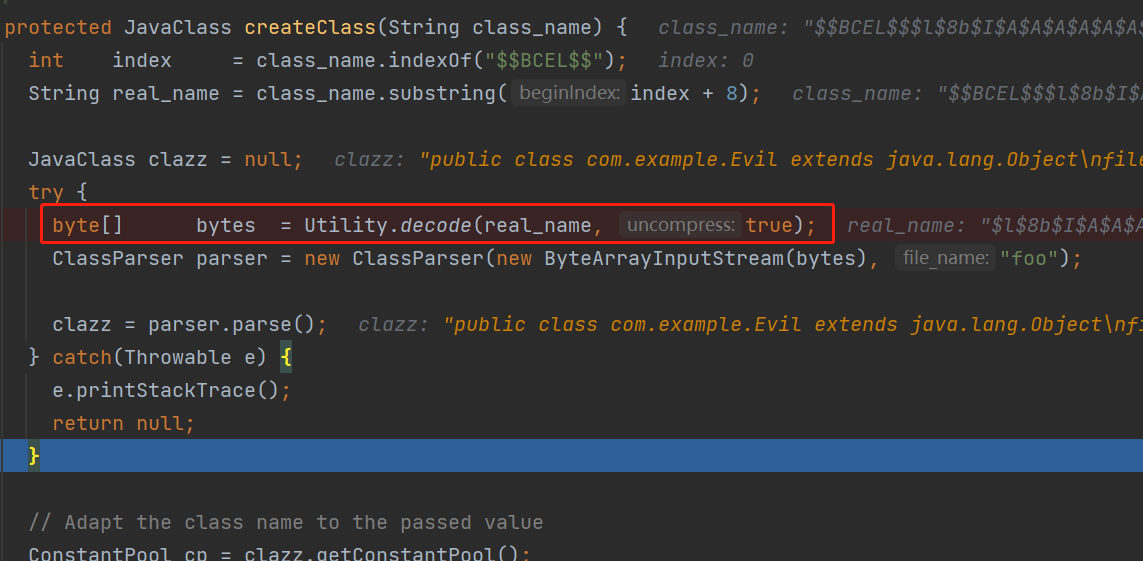 protected JavaClass createClass(String class_name) { class_name: "$$BCEL$$$l$8b$I$A$A$A$A$A$A$
int index = class_name.indexOf("$$BCEL$$"); index: 0
String real_name = class_name.substring( beginIndex: index + 8); class_name: "$$BCEL$$$l$8b$I$A
JavaClass clazz = null; clazz: "public class com.example.Evil extends java.lang.Object\nfile
try {
byte[] bytes = Utility.decode(real_name, uncompress: true); real_name: "$l$8b$I$A$A$A
ClassParser parser = new ClassParser(new ByteArrayInputStream(bytes), file_name: "foo");
clazz = parser.parse(); clazz: "public class com.example.Evil extends java.lang.Object\nfi
} catch(Throwable e) {
e.printStackTrace();
return null;
}
// Adapt the class name to the passed value
ConstantPool cp = clazz.getConstantPool();